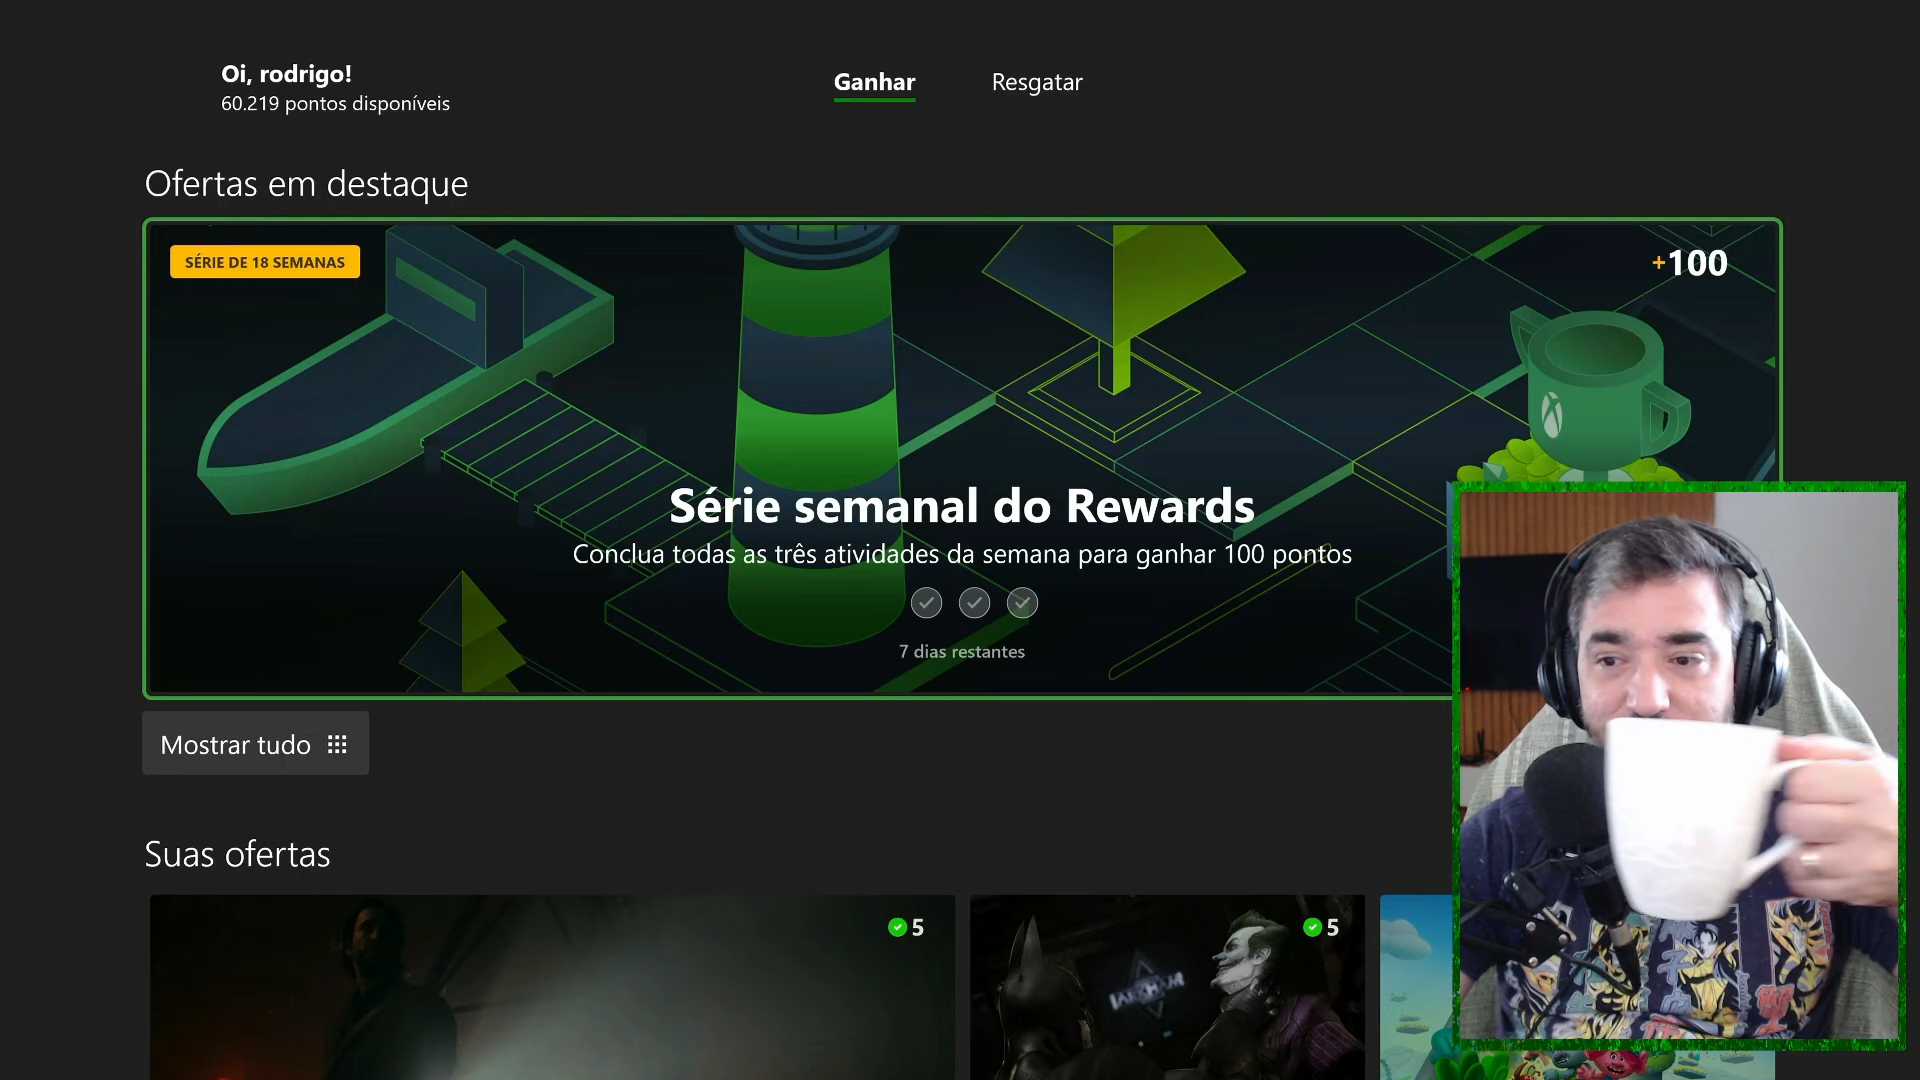 Oi, rodrigo!
60.219 pontos disponíveis
Ganhar
Resgatar
Ofertas em destaque
SÉRIE DE 18 SEMANAS
+100
Série semanal do Rewards
Conclua todas as três atividades da semana para ganhar 100 pontos
7 dias restantes
Mostrar tudo
Suas ofertas
5
ARKHAM
5